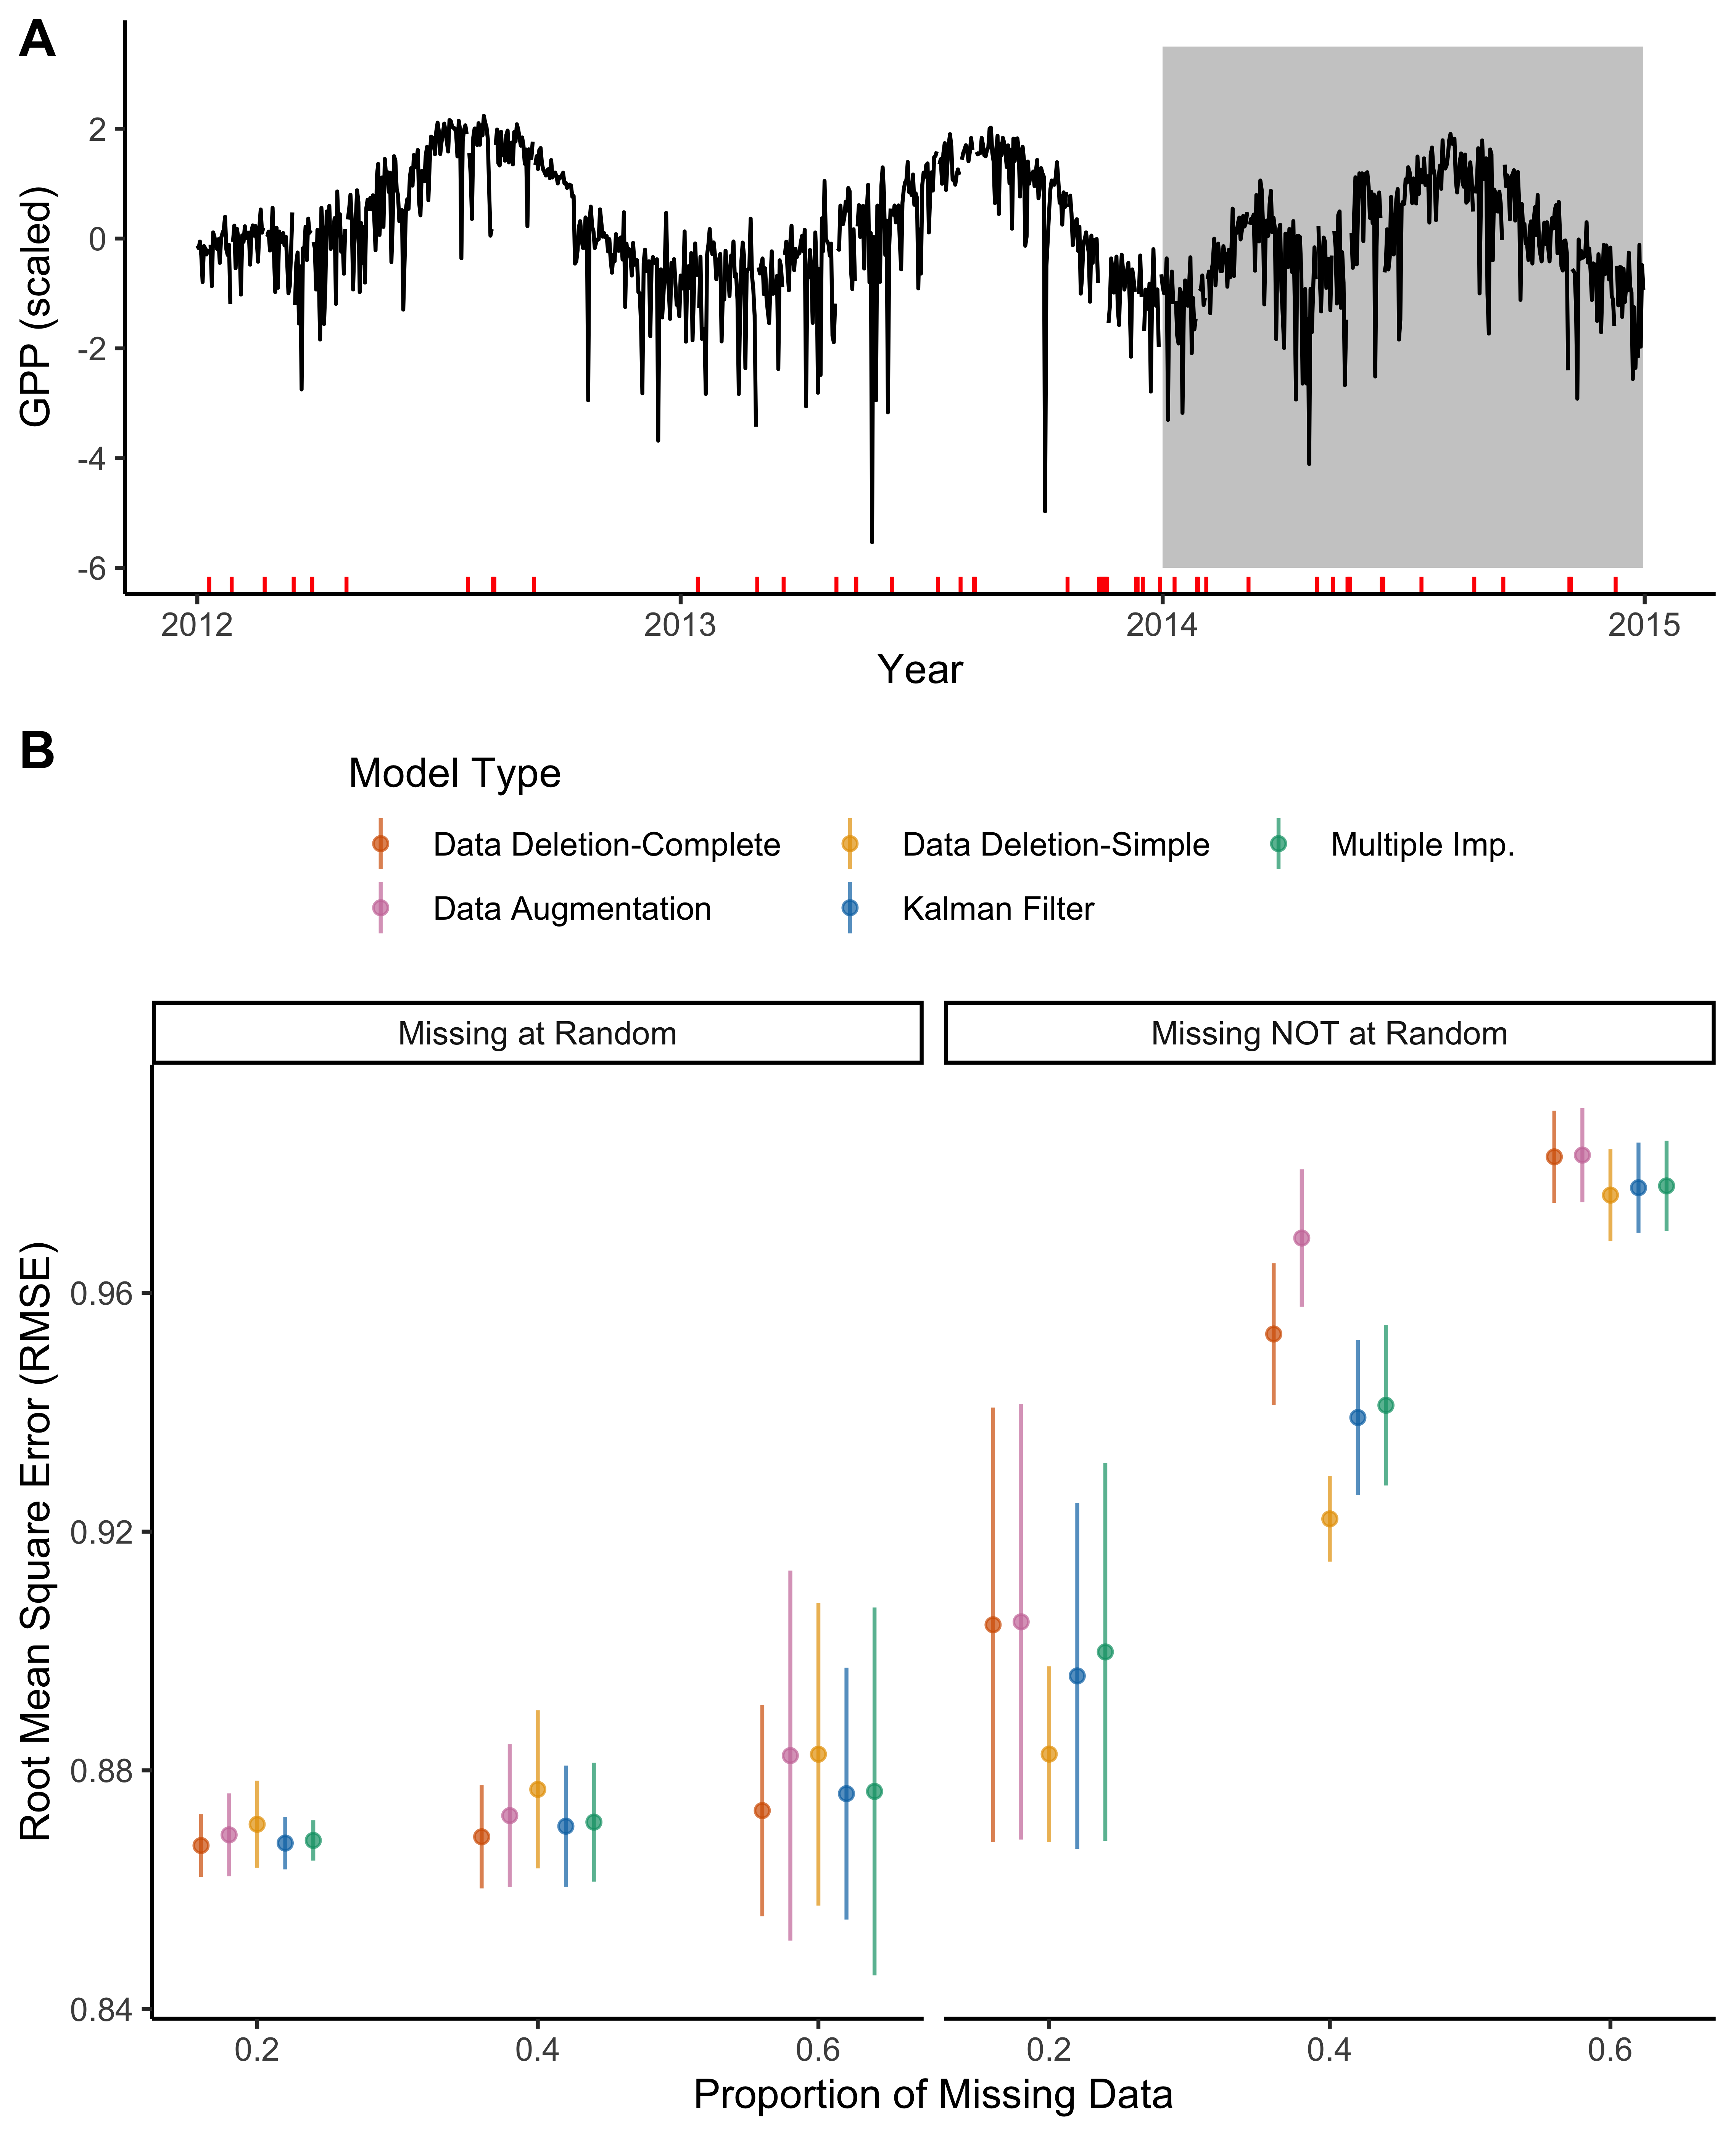 A
GPP (scaled)
2
0
-2
-4
-6
2012 2013 2014 2015
Year
B
Model Type
Data Deletion-Complete Data Deletion-Simple Multiple Imp.
Data Augmentation Kalman Filter
Missing at Random Missing NOT at Random
Root Mean Square Error (RMSE)
0.96
0.92
0.88
0.84
0.2 0.4 0.6 0.2 0.4 0.6
Proportion of Missing Data